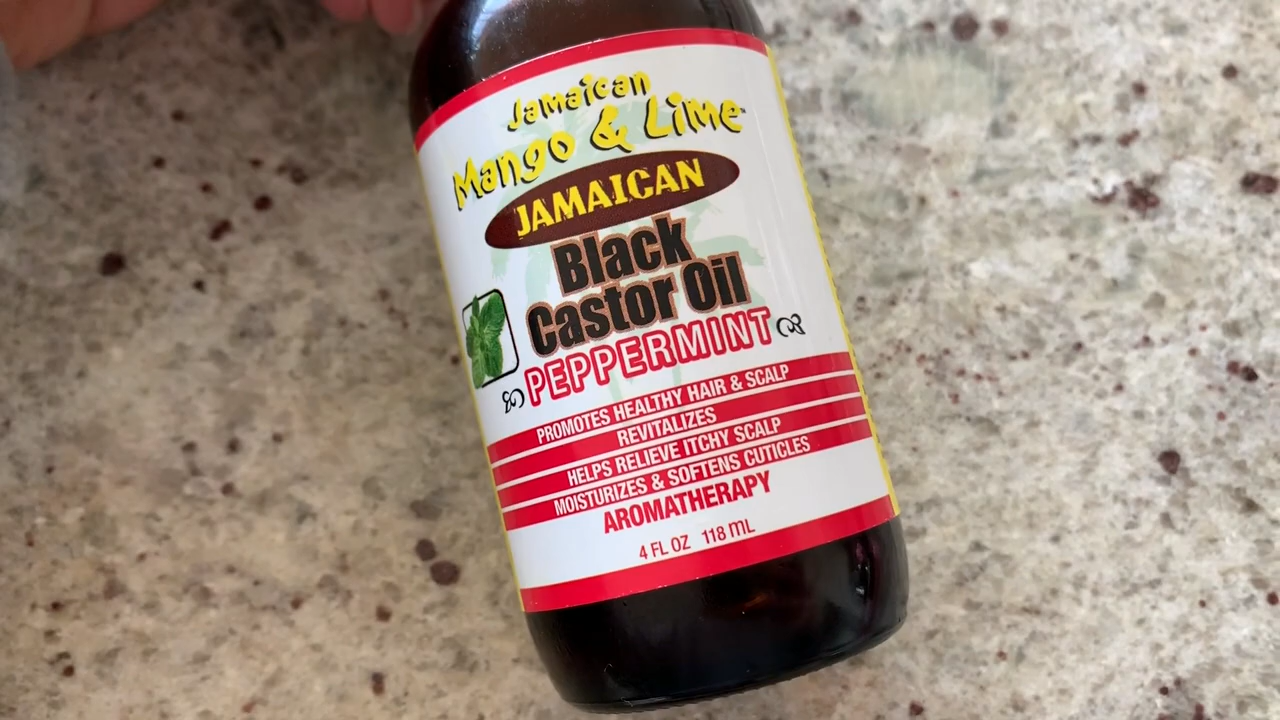 Jamaican
Mango & Lime™
JAMAICAN
Black
Castor Oil
PEPPERMINT
PROMOTES HEALTHY HAIR & SCALP
REVITALIZES
HELPS RELIEVE ITCHY SCALP
MOISTURIZES & SOFTENS CUTICLES
AROMATHERAPY
4 FL OZ 118 mL